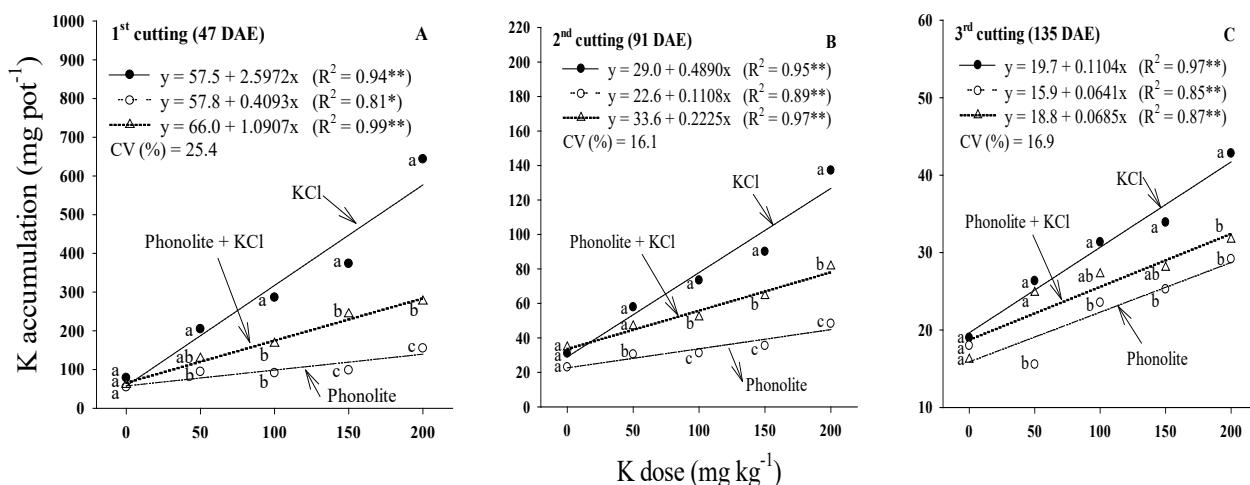 K accumulation (mg pot⁻¹)
1000
900
800
700
600
500
400
300
200
100
0
1st cutting (47 DAE) A
y = 57.5 + 2.5972x (R² = 0.94**)
y = 57.8 + 0.4093x (R² = 0.81*)
y = 66.0 + 1.0907x (R² = 0.99**)
CV (%) = 25.4
KCl
Phonolite + KCl
Phonolite
a
a
a
a
ab
b
a
b
b
a
b
c
a
b
c
0 50 100 150 200
220
200
180
160
140
120
100
80
60
40
20
0
2nd cutting (91 DAE) B
y = 29.0 + 0.4890x (R² = 0.95**)
y = 22.6 + 0.1108x (R² = 0.89**)
y = 33.6 + 0.2225x (R² = 0.97**)
CV (%) = 16.1
KCl
Phonolite + KCl
Phonolite
a
a
a
a
a
b
a
b
c
a
b
c
a
b
c
0 50 100 150 200
60
50
40
30
20
10
3rd cutting (135 DAE) C
y = 19.7 + 0.1104x (R² = 0.97**)
y = 15.9 + 0.0641x (R² = 0.85**)
y = 18.8 + 0.0685x (R² = 0.87**)
CV (%) = 16.9
KCl
Phonolite + KCl
Phonolite
a
a
a
a
a
b
a
ab
b
a
ab
b
a
b
b
0 50 100 150 200
K dose (mg kg⁻¹)